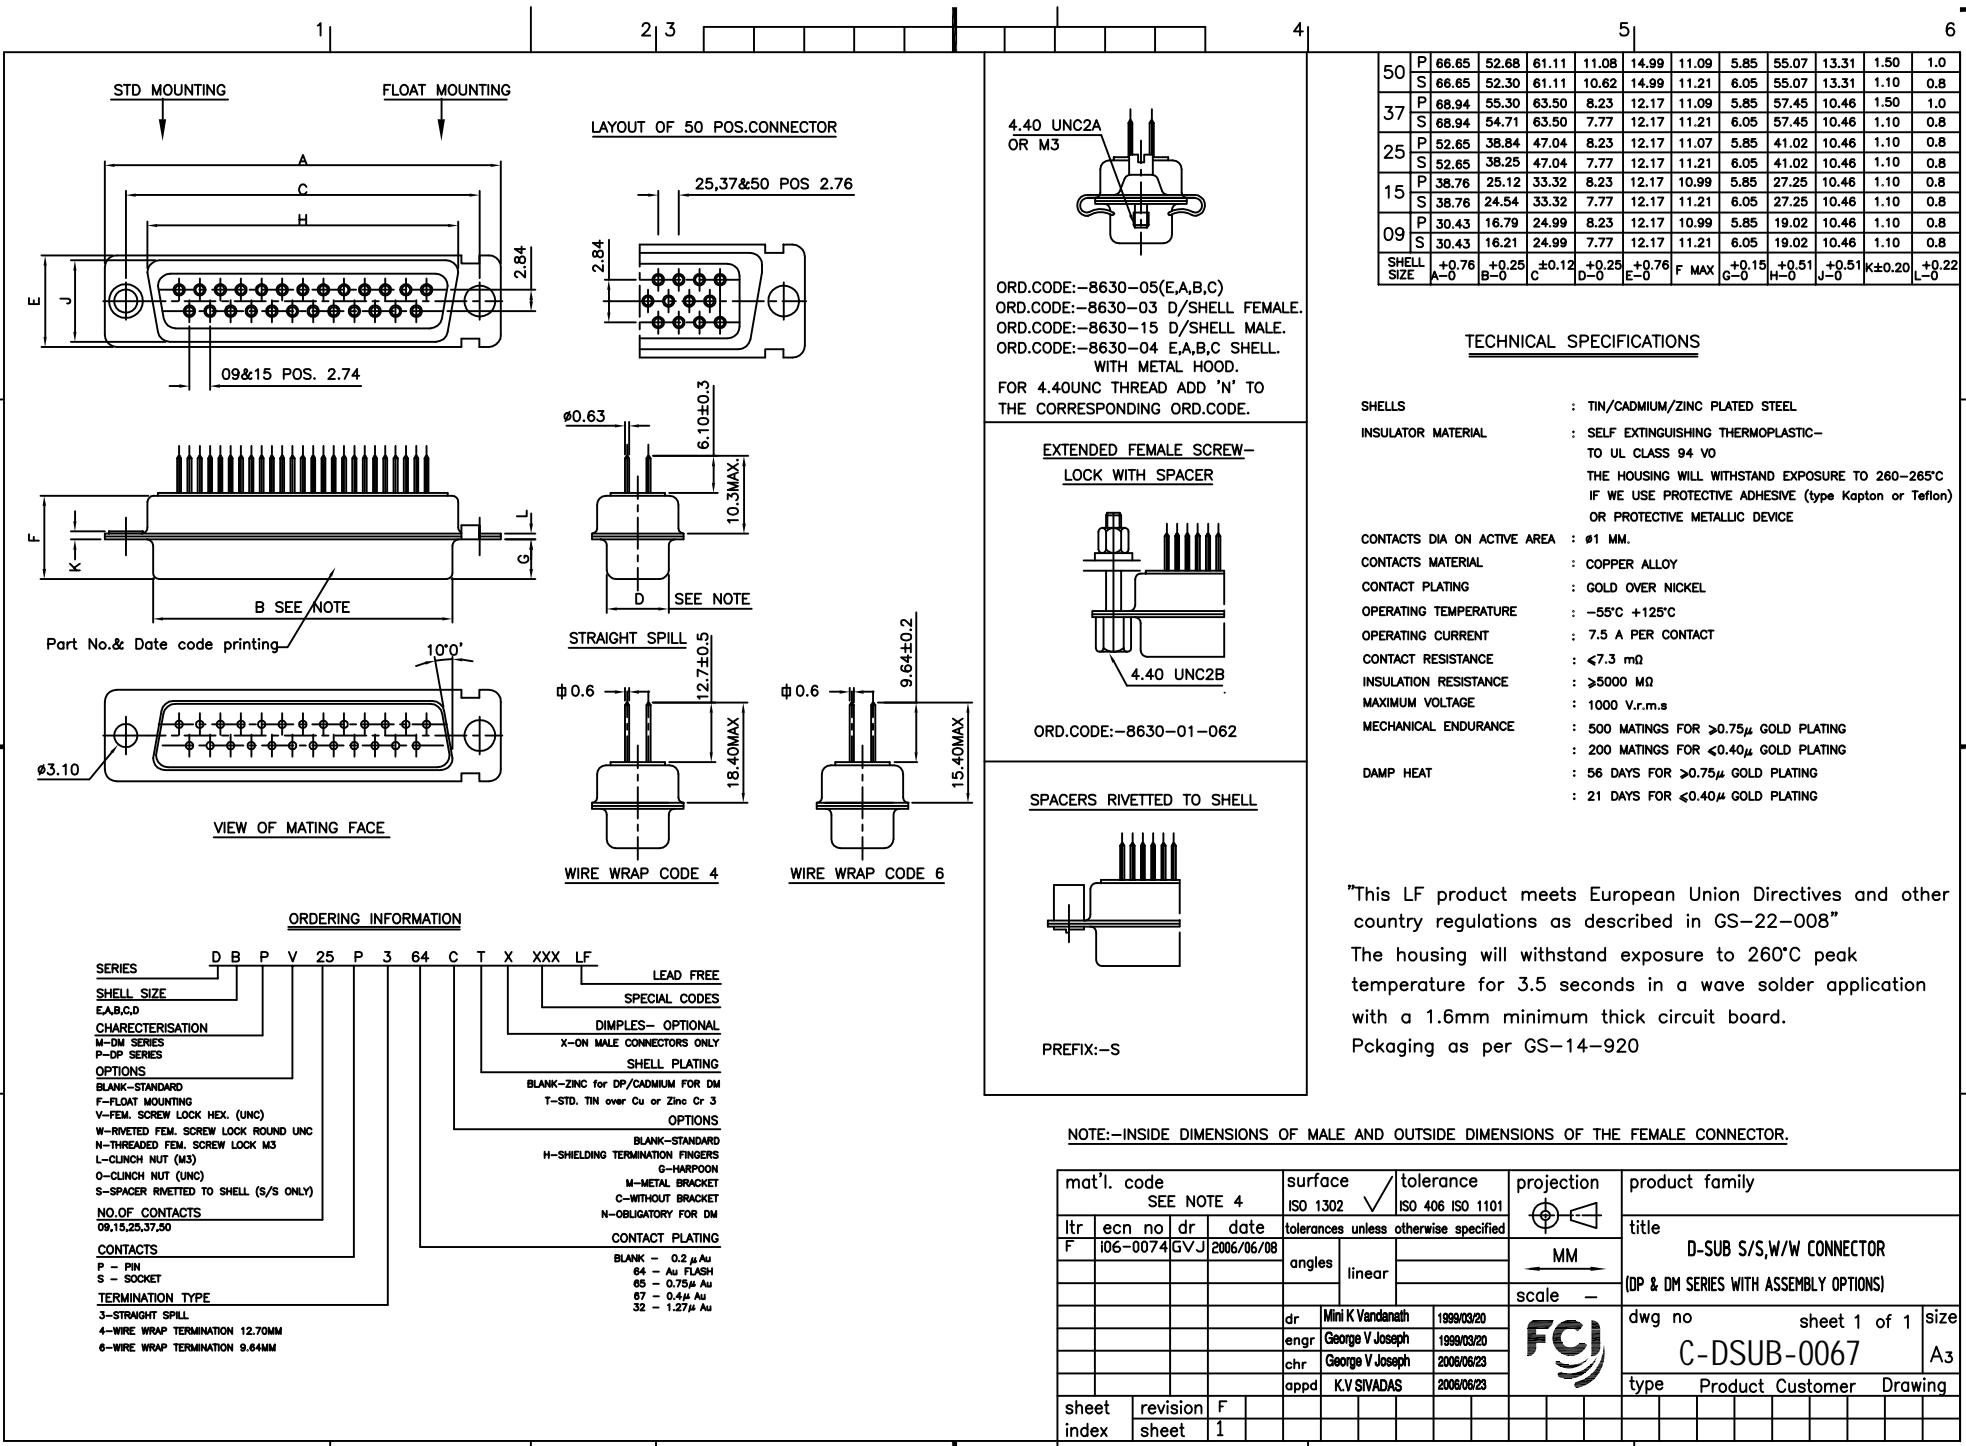 1 2 3 4 5 6
STD MOUNTING
FLOAT MOUNTING
A
C
H
E
J
2.84
09&15 POS. 2.74
LAYOUT OF 50 POS.CONNECTOR
25,37&50 POS 2.76
2.84
F
K
L
G
B SEE NOTE
Part No.& Date code printing
ø0.63
6.10±0.3
10.3MAX.
D SEE NOTE
STRAIGHT SPILL
10°0'
ø3.10
VIEW OF MATING FACE
0.6
12.7±0.5
18.40MAX
WIRE WRAP CODE 4
0.6
9.64±0.2
15.40MAX
WIRE WRAP CODE 6
4.40 UNC2A
OR M3
ORD.CODE:-8630-05(E,A,B,C)
ORD.CODE:-8630-03 D/SHELL FEMALE.
ORD.CODE:-8630-15 D/SHELL MALE.
ORD.CODE:-8630-04 E,A,B,C SHELL.
WITH METAL HOOD.
FOR 4.40UNC THREAD ADD 'N' TO
THE CORRESPONDING ORD.CODE.
EXTENDED FEMALE SCREW-
LOCK WITH SPACER
4.40 UNC2B
ORD.CODE:-8630-01-062
SPACERS RIVETTED TO SHELL
PREFIX:-S
50 P 66.65 52.68 61.11 11.08 14.99 11.09 5.85 55.07 13.31 1.50 1.0
S 66.65 52.30 61.11 10.62 14.99 11.21 6.05 55.07 13.31 1.10 0.8
37 P 68.94 55.30 63.50 8.23 12.17 11.09 5.85 57.45 10.46 1.50 1.0
S 68.94 54.71 63.50 7.77 12.17 11.21 6.05 57.45 10.46 1.10 0.8
25 P 52.65 38.84 47.04 8.23 12.17 11.07 5.85 41.02 10.46 1.10 0.8
S 52.65 38.25 47.04 7.77 12.17 11.21 6.05 41.02 10.46 1.10 0.8
15 P 38.76 25.12 33.32 8.23 12.17 10.99 5.85 27.25 10.46 1.10 0.8
S 38.76 24.54 33.32 7.77 12.17 11.21 6.05 27.25 10.46 1.10 0.8
09 P 30.43 16.79 24.99 8.23 12.17 10.99 5.85 19.02 10.46 1.10 0.8
S 30.43 16.21 24.99 7.77 12.17 11.21 6.05 19.02 10.46 1.10 0.8
SHELL +0.76 +0.25 ±0.12 +0.25 +0.76 F MAX +0.15 +0.51 +0.51 K±0.20 +0.22
SIZE A-0 B-0 C D-0 E-0 G-0 H-0 J-0 L-0
TECHNICAL SPECIFICATIONS
SHELLS : TIN/CADMIUM/ZINC PLATED STEEL
INSULATOR MATERIAL : SELF EXTINGUISHING THERMOPLASTIC-
TO UL CLASS 94 VO
THE HOUSING WILL WITHSTAND EXPOSURE TO 260-265°C
IF WE USE PROTECTIVE ADHESIVE (type Kapton or Teflon)
OR PROTECTIVE METALLIC DEVICE
CONTACTS DIA ON ACTIVE AREA : ø1 MM.
CONTACTS MATERIAL : COPPER ALLOY
CONTACT PLATING : GOLD OVER NICKEL
OPERATING TEMPERATURE : -55°C +125°C
OPERATING CURRENT : 7.5 A PER CONTACT
CONTACT RESISTANCE : ≤7.3 mΩ
INSULATION RESISTANCE : ≥5000 MΩ
MAXIMUM VOLTAGE : 1000 V.r.m.s
MECHANICAL ENDURANCE : 500 MATINGS FOR ≥0.75µ GOLD PLATING
: 200 MATINGS FOR ≤0.40µ GOLD PLATING
DAMP HEAT : 56 DAYS FOR ≥0.75µ GOLD PLATING
: 21 DAYS FOR ≤0.40µ GOLD PLATING
"This LF product meets European Union Directives and other
country regulations as described in GS-22-008"
The housing will withstand exposure to 260°C peak
temperature for 3.5 seconds in a wave solder application
with a 1.6mm minimum thick circuit board.
Pckaging as per GS-14-920
ORDERING INFORMATION
D B P V 25 P 3 64 C T X XXX LF
SERIES
SHELL SIZE
E,A,B,C,D
CHARECTERISATION
M-DM SERIES
P-DP SERIES
OPTIONS
BLANK-STANDARD
F-FLOAT MOUNTING
V-FEM. SCREW LOCK HEX. (UNC)
W-RIVETED FEM. SCREW LOCK ROUND UNC
N-THREADED FEM. SCREW LOCK M3
L-CLINCH NUT (M3)
O-CLINCH NUT (UNC)
S-SPACER RIVETTED TO SHELL (S/S ONLY)
NO.OF CONTACTS
09,15,25,37,50
CONTACTS
P - PIN
S - SOCKET
TERMINATION TYPE
3-STRAIGHT SPILL
4-WIRE WRAP TERMINATION 12.70MM
6-WIRE WRAP TERMINATION 9.64MM
LEAD FREE
SPECIAL CODES
DIMPLES- OPTIONAL
X-ON MALE CONNECTORS ONLY
SHELL PLATING
BLANK-ZINC for DP/CADMIUM FOR DM
T-STD. TIN over Cu or Zinc Cr 3
OPTIONS
BLANK-STANDARD
H-SHIELDING TERMINATION FINGERS
G-HARPOON
M-METAL BRACKET
C-WITHOUT BRACKET
N-OBLIGATORY FOR DM
CONTACT PLATING
BLANK - 0.2 µ Au
64 - Au FLASH
65 - 0.75µ Au
67 - 0.4µ Au
32 - 1.27µ Au
NOTE:-INSIDE DIMENSIONS OF MALE AND OUTSIDE DIMENSIONS OF THE FEMALE CONNECTOR.
mat'l. code
SEE NOTE 4
surface
ISO 1302
tolerance
ISO 406 ISO 1101
projection
product family
ltr ecn no dr date
tolerances unless otherwise specified
F i06-0074 GVJ 2006/06/08
angles
linear
MM
scale -
title
D-SUB S/S,W/W CONNECTOR
(DP & DM SERIES WITH ASSEMBLY OPTIONS)
dr Mini K Vandanath 1999/03/20
engr George V Joseph 1999/03/20
chr George V Joseph 2006/06/23
appd K.V SIVADAS 2006/06/23
FCJ
dwg no sheet 1 of 1 size
C-DSUB-0067 A3
type Product Customer Drawing
sheet revision F
index sheet 1